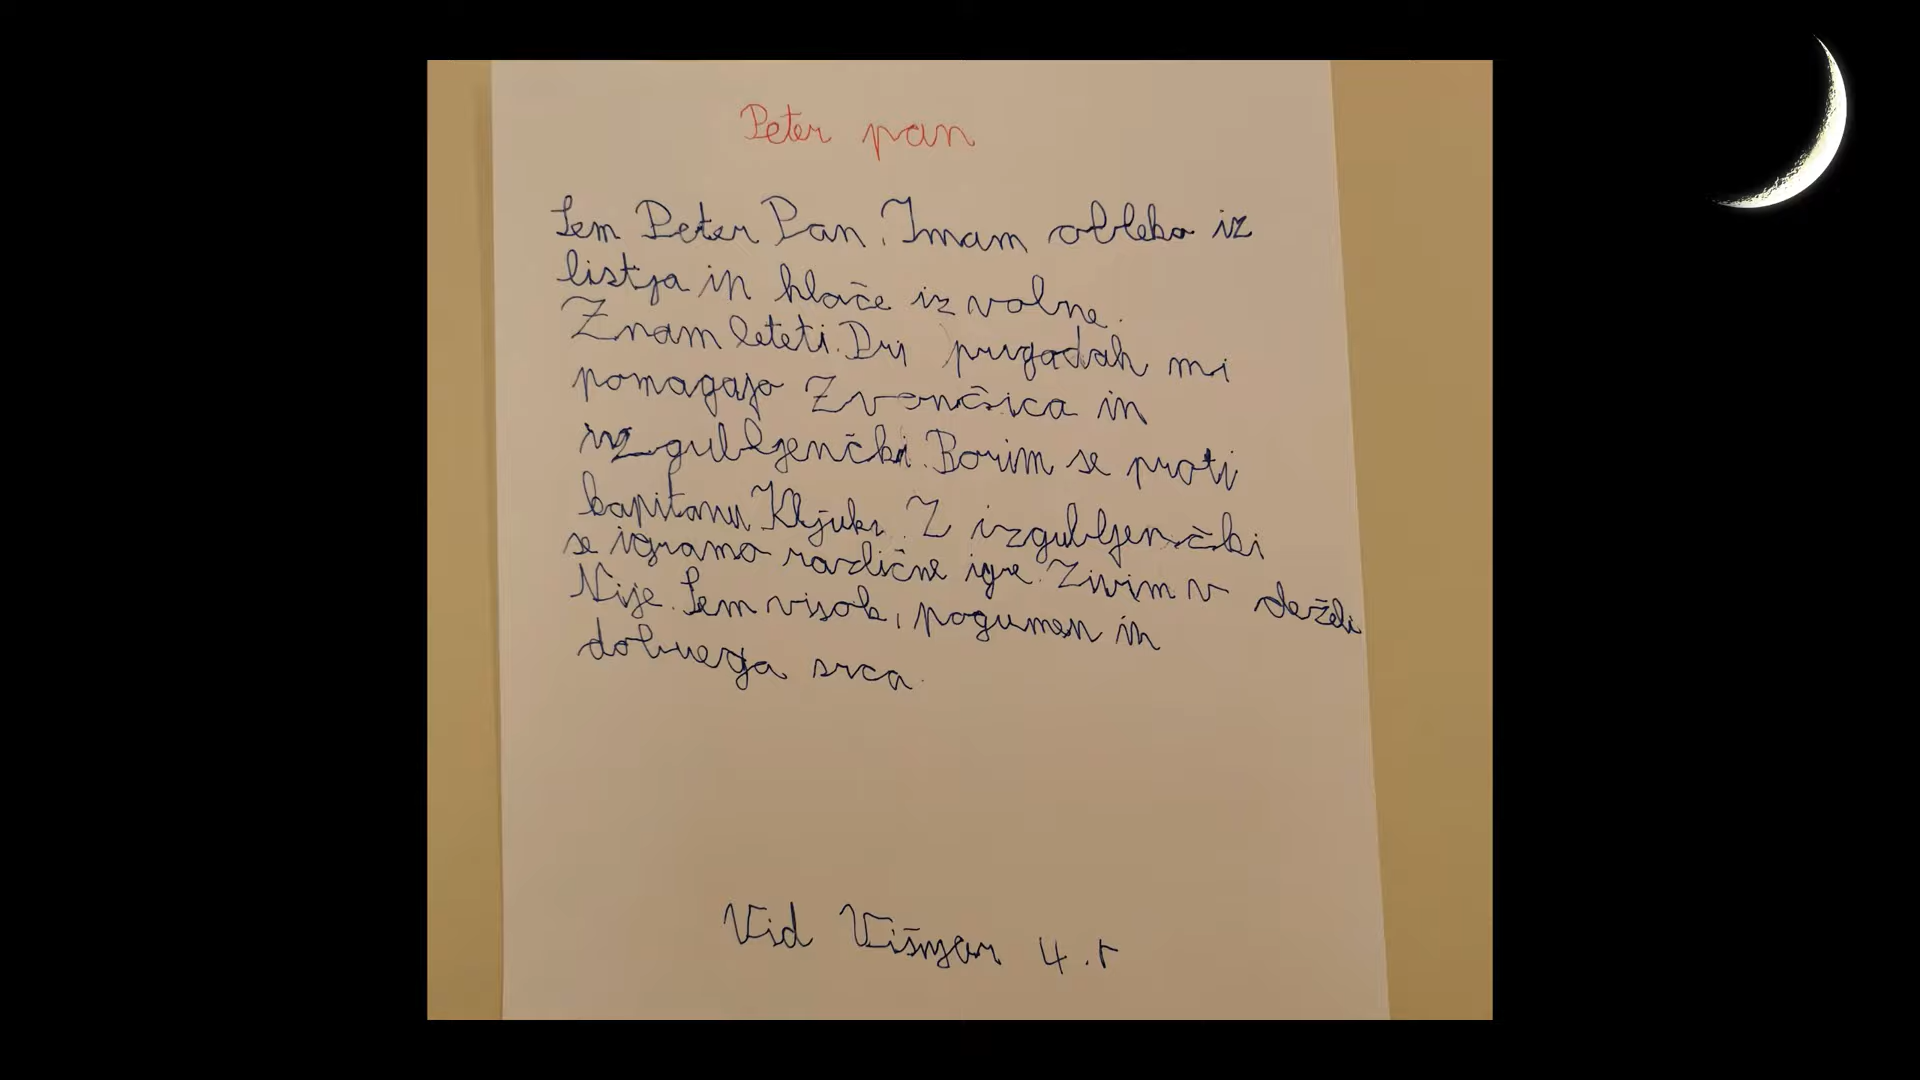 Peter pan
Sem Peter Pan. Imam obleko iz
listja in hlače iz volne.
Znam leteti. Pri prigodah mi
pomagajo Zvončica in
izgubljenčki. Borim se proti
kapitanu Kljuki. Z izgubljenčki
se igramo različne igre. Živim v deželi
Nije. Sem visok, pogumen in
dobrega srca.
Vid Višnjar 4. r